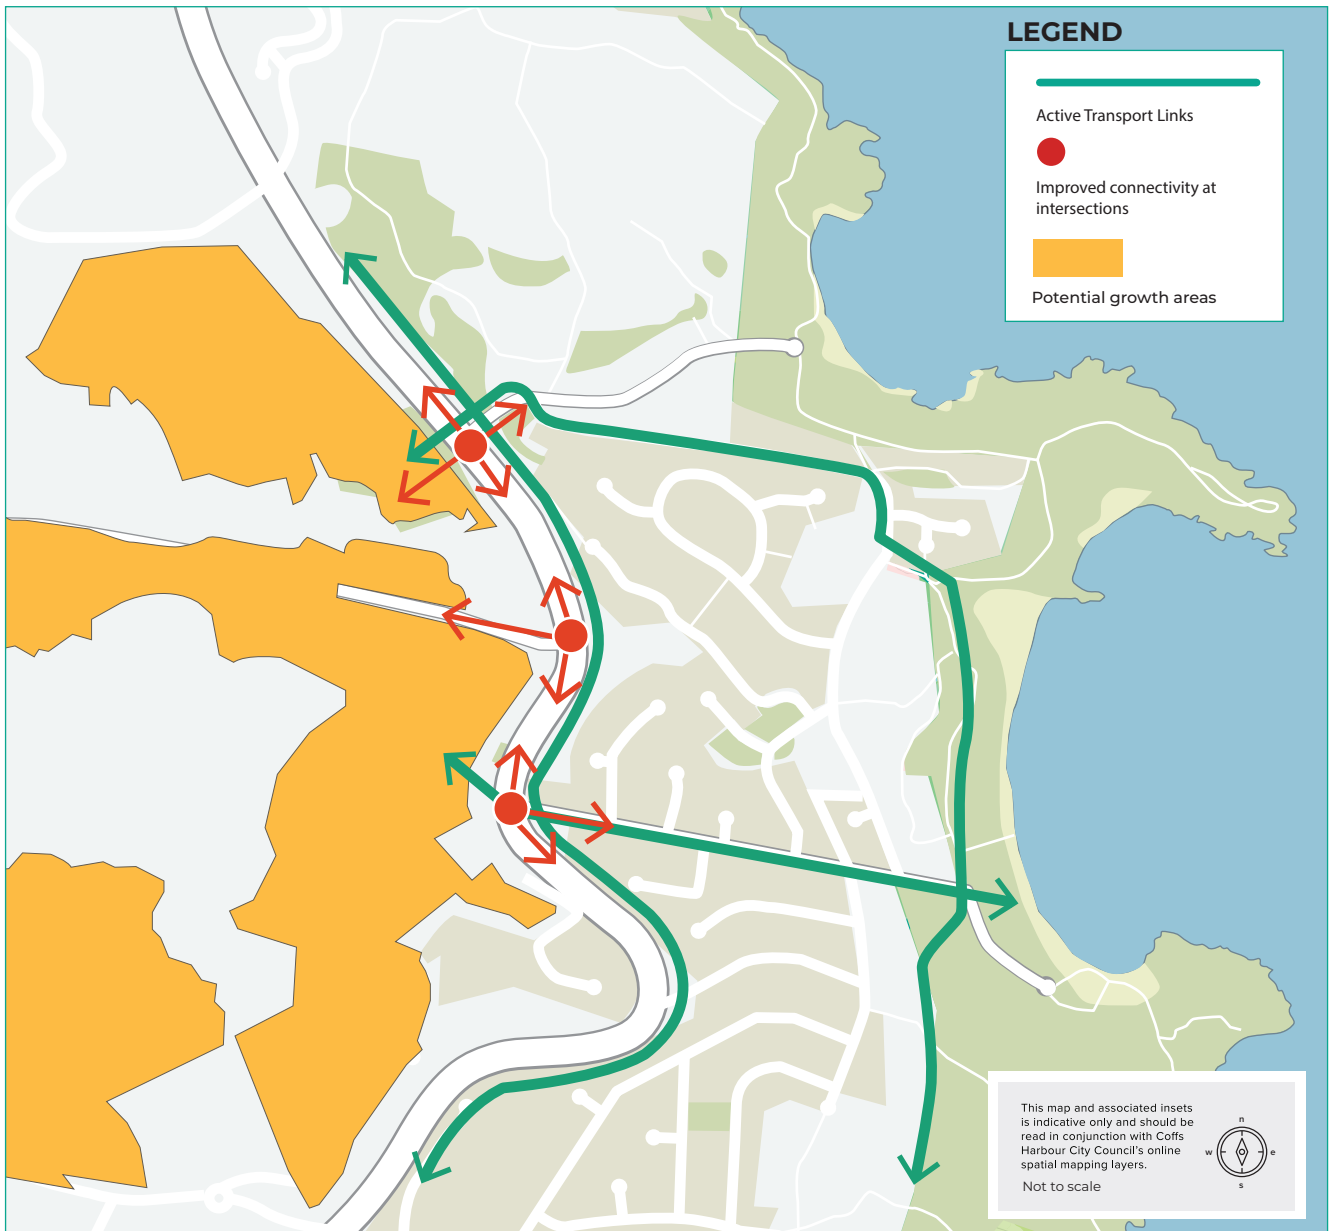 LEGEND
Active Transport Links
Improved connectivity at
intersections
Potential growth areas
This map and associated insets
is indicative only and should be
read in conjunction with Coffs
Harbour City Council's online
spatial mapping layers.
Not to scale
n
w
e
s